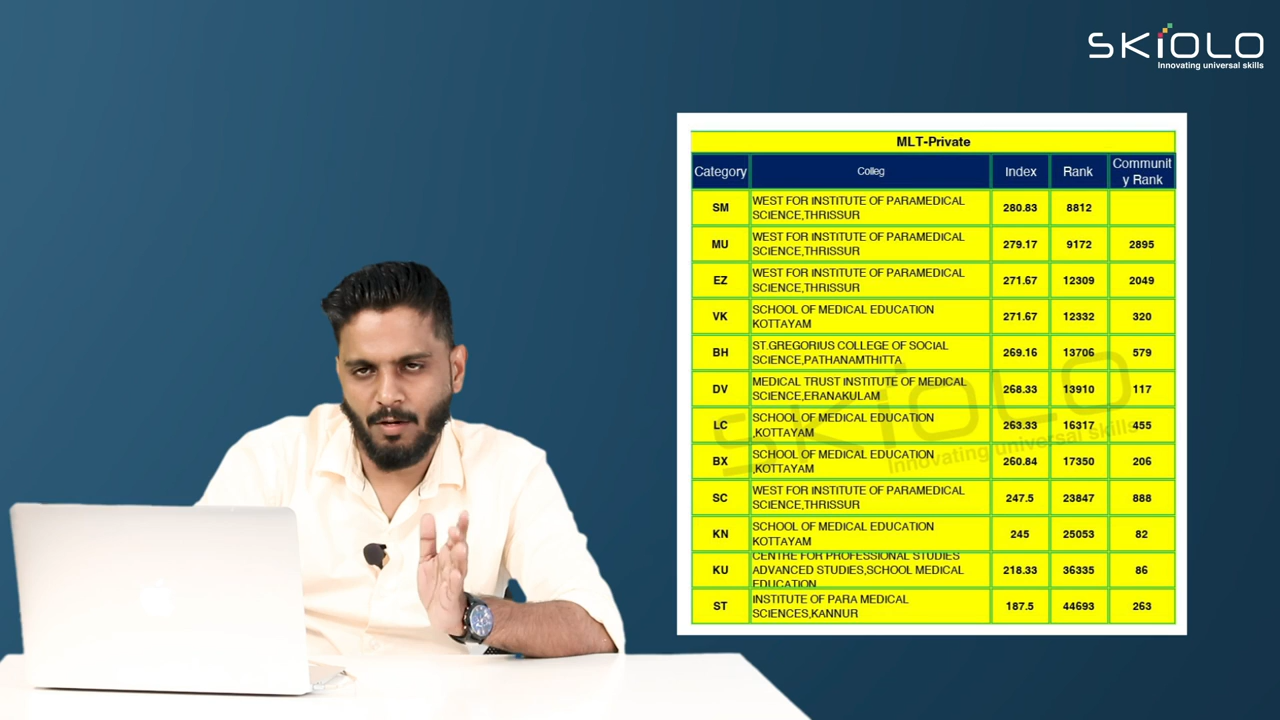 SKiOLO
Innovating universal skills
MLT-Private
Category Colleg Index Rank Communit
y Rank
SM WEST FOR INSTITUTE OF PARAMEDICAL
SCIENCE,THRISSUR 280.83 8812
MU WEST FOR INSTITUTE OF PARAMEDICAL
SCIENCE,THRISSUR 279.17 9172 2895
EZ WEST FOR INSTITUTE OF PARAMEDICAL
SCIENCE,THRISSUR 271.67 12309 2049
VK SCHOOL OF MEDICAL EDUCATION
KOTTAYAM 271.67 12332 320
BH ST.GREGORIUS COLLEGE OF SOCIAL
SCIENCE,PATHANAMTHITTA 269.16 13706 579
DV MEDICAL TRUST INSTITUTE OF MEDICAL
SCIENCE,ERANAKULAM 268.33 13910 117
LC SCHOOL OF MEDICAL EDUCATION
,KOTTAYAM 263.33 16317 455
BX SCHOOL OF MEDICAL EDUCATION
,KOTTAYAM 260.84 17350 206
SC WEST FOR INSTITUTE OF PARAMEDICAL
SCIENCE,THRISSUR 247.5 23847 888
KN SCHOOL OF MEDICAL EDUCATION
KOTTAYAM 245 25053 82
KU CENTRE FOR PROFESSIONAL STUDIES
ADVANCED STUDIES,SCHOOL MEDICAL
EDUCATION 218.33 36335 86
ST INSTITUTE OF PARA MEDICAL
SCIENCES,KANNUR 187.5 44693 263
SKiOLO
Innovating universal skills